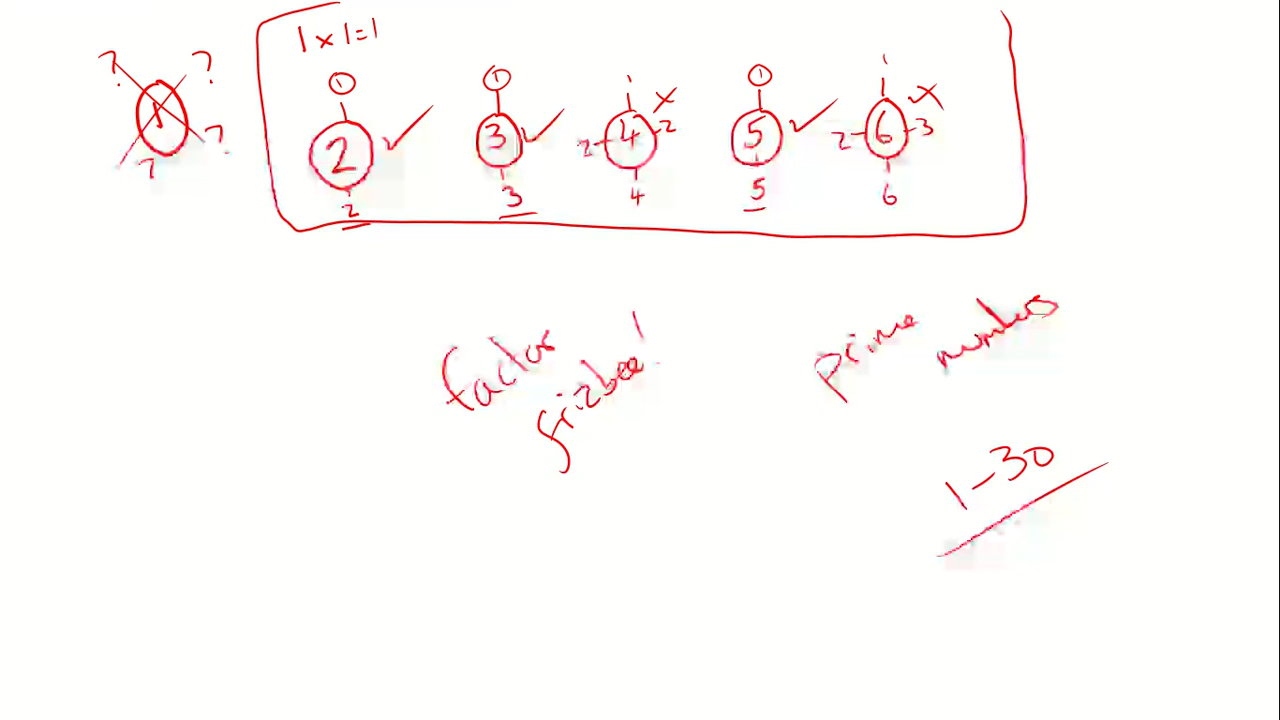 1 x 1 = 1
? ?
1 1 1 1 1
2 3 2 4 2 5 2 6 3
? ?
2 3 4 5 6
factor
prime numbers
1 - 30